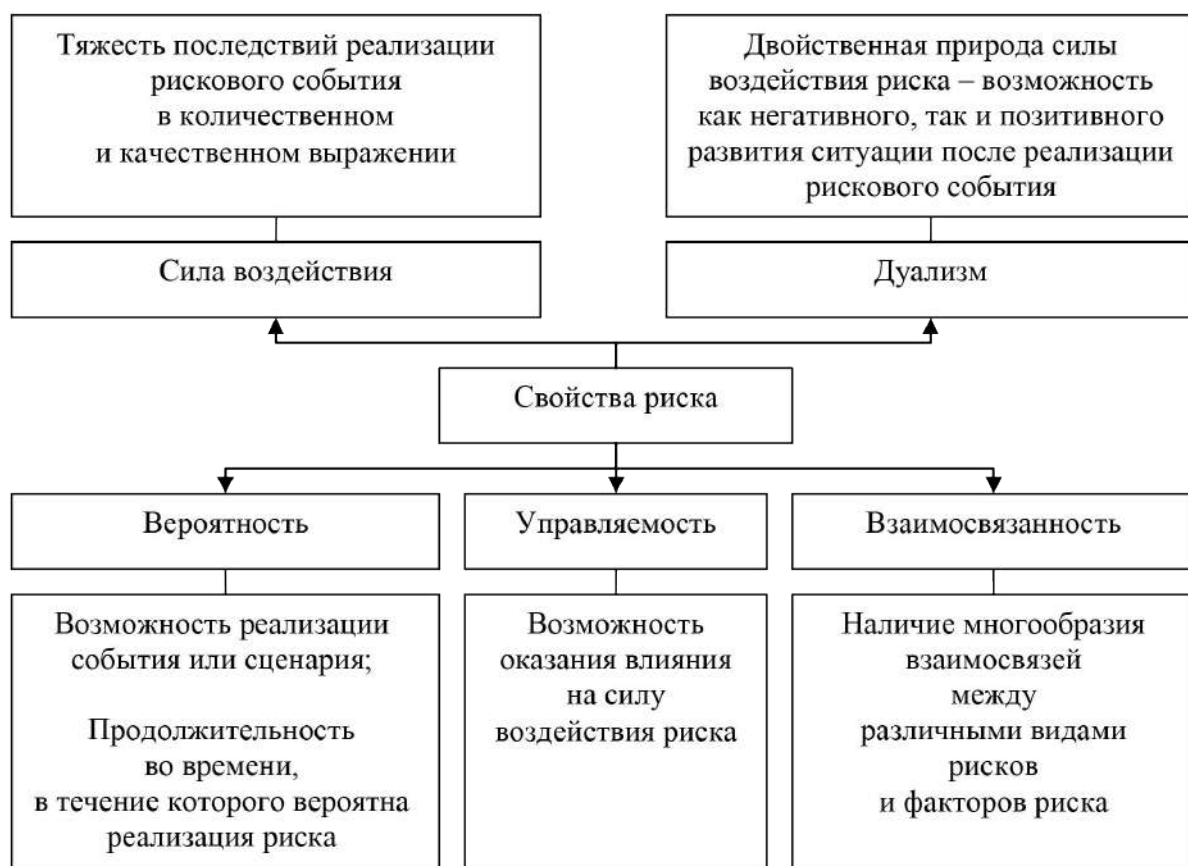 Тяжесть последствий реализации
рискового события
в количественном
и качественном выражении
Двойственная природа силы
воздействия риска – возможность
как негативного, так и позитивного
развития ситуации после реализации
рискового события
Сила воздействия
Дуализм
Свойства риска
Вероятность
Управляемость
Взаимосвязанность
Возможность реализации
события или сценария;
Продолжительность
во времени,
в течение которого вероятна
реализация риска
Возможность
оказания влияния
на силу
воздействия риска
Наличие многообразия
взаимосвязей
между
различными видами
рисков
и факторов риска